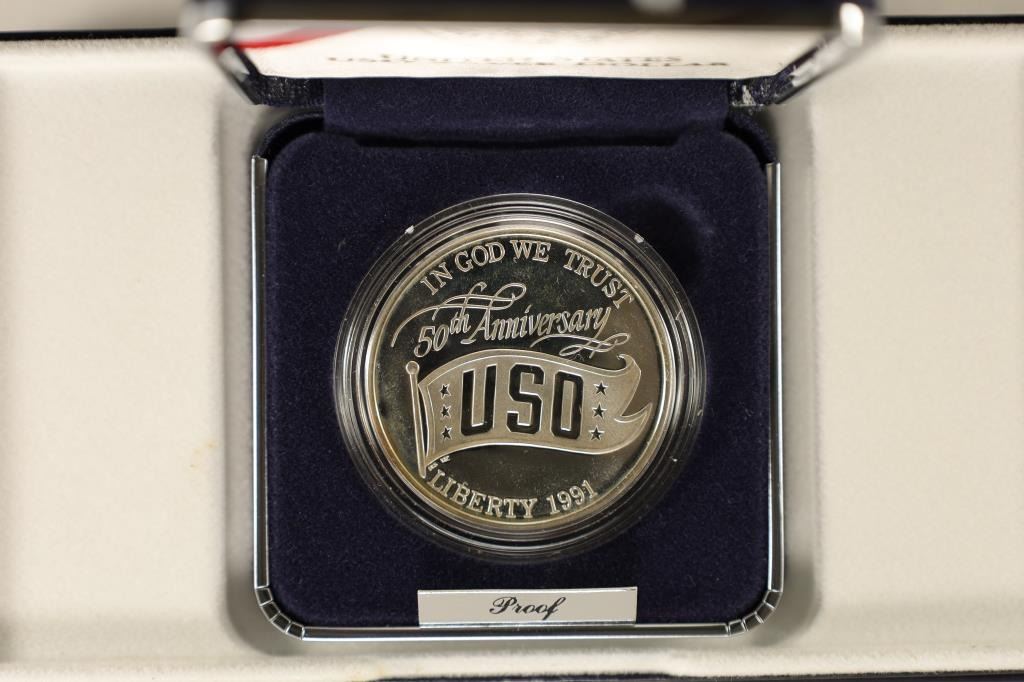 IN GOD WE TRUST
50th Anniversary
USO
LIBERTY 1991
Proof